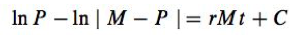 ln P – ln | M – P | = rMt + C